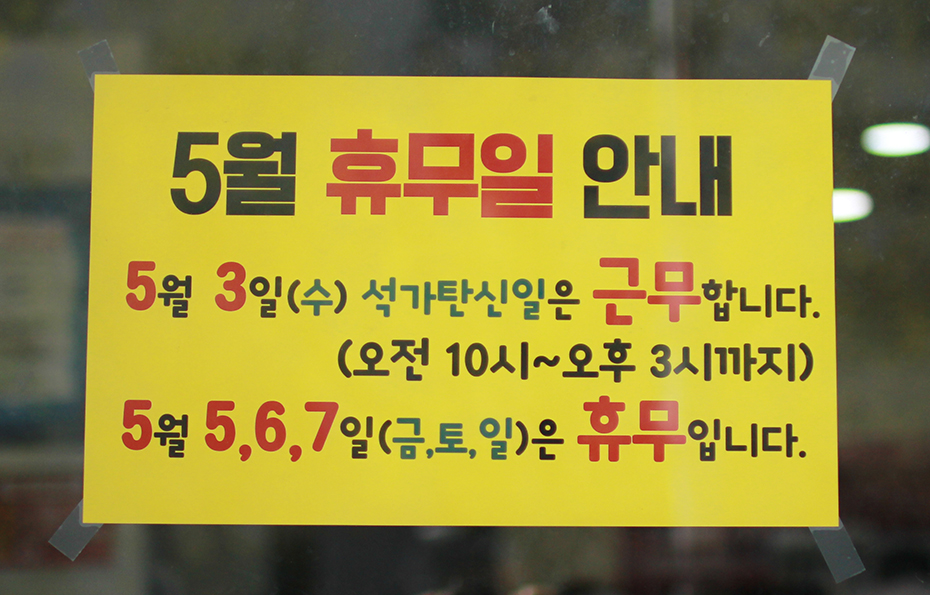 5월 휴무일 안내
5월 3일(수) 석가탄신일은 근무합니다.
(오전 10시~오후 3시까지)
5월 5,6,7일(금,토,일)은 휴무입니다.